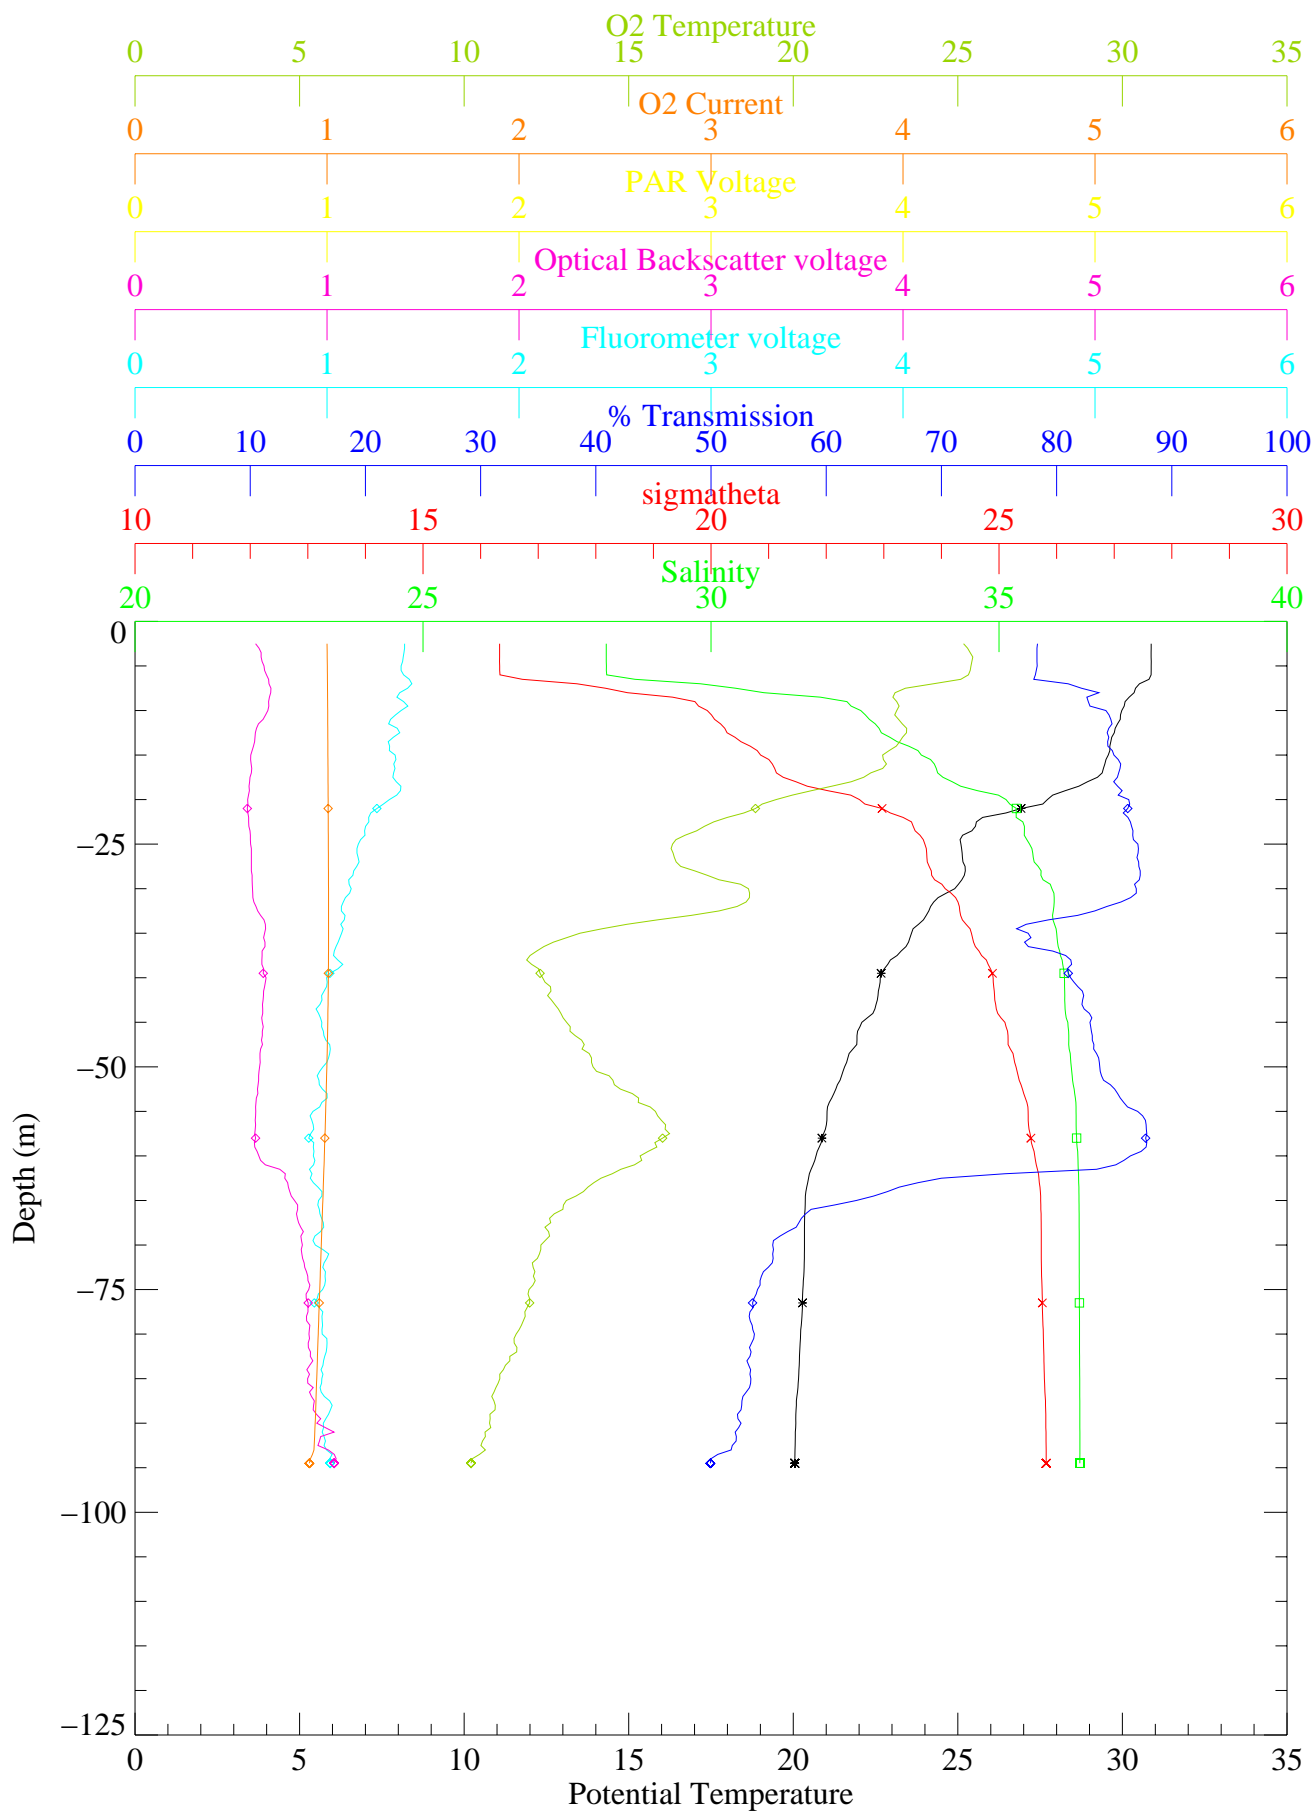 O2 Temperature
0 5 10 15 20 25 30 35
O2 Current
0 1 2 3 4 5 6
PAR Voltage
0 1 2 3 4 5 6
Optical Backscatter voltage
0 1 2 3 4 5 6
Fluorometer voltage
0 1 2 3 4 5 6
% Transmission
0 10 20 30 40 50 60 70 80 90 100
sigmatheta
10 15 20 25 30
Salinity
20 25 30 35 40
0
−25
−50
−75
−100
−125
Depth (m)
0 5 10 15 20 25 30 35
Potential Temperature